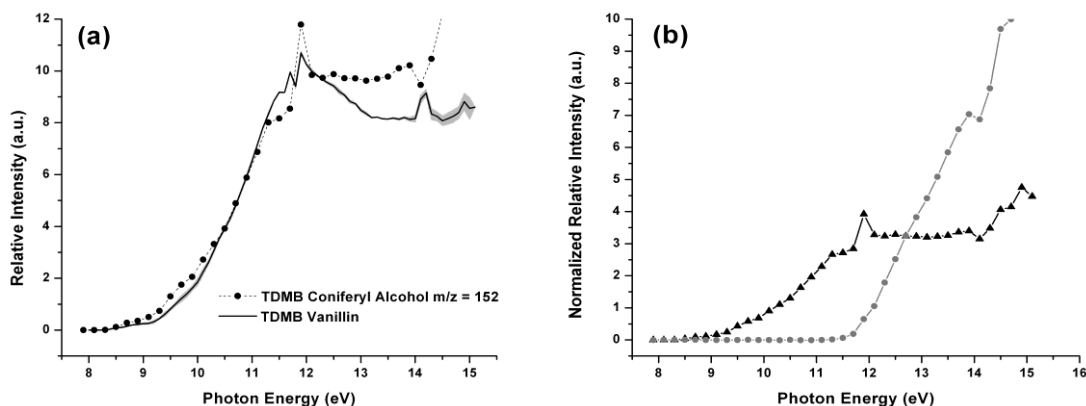 (a)
12
10
8
6
4
2
0
Relative Intensity (a.u.)
TDMB Coniferyl Alcohol m/z = 152
TDMB Vanillin
8 9 10 11 12 13 14 15
Photon Energy (eV)
(b)
10
9
8
7
6
5
4
3
2
1
0
Normalized Relative Intensity (a.u.)
8 9 10 11 12 13 14 15 16
Photon Energy (eV)